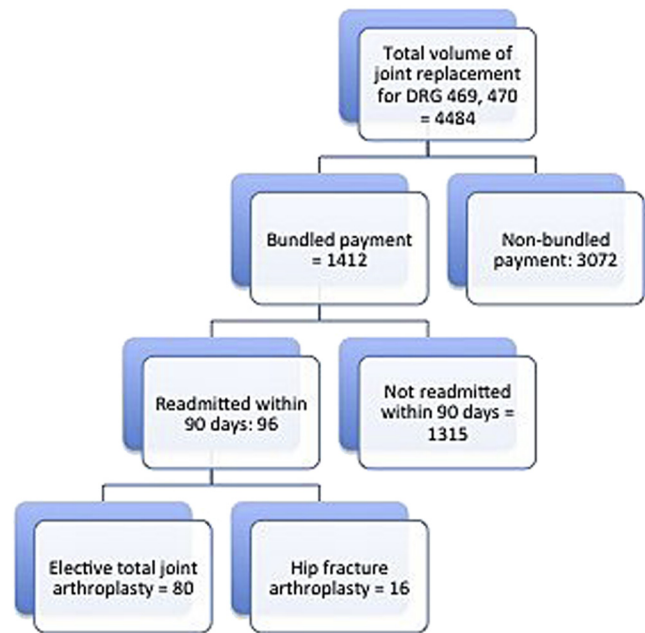 Total volume of
joint replacement
for DRG 469, 470
= 4484
Bundled payment
= 1412
Non-bundled
payment: 3072
Readmitted within
90 days: 96
Not readmitted
within 90 days =
1315
Elective total joint
arthroplasty = 80
Hip fracture
arthroplasty = 16